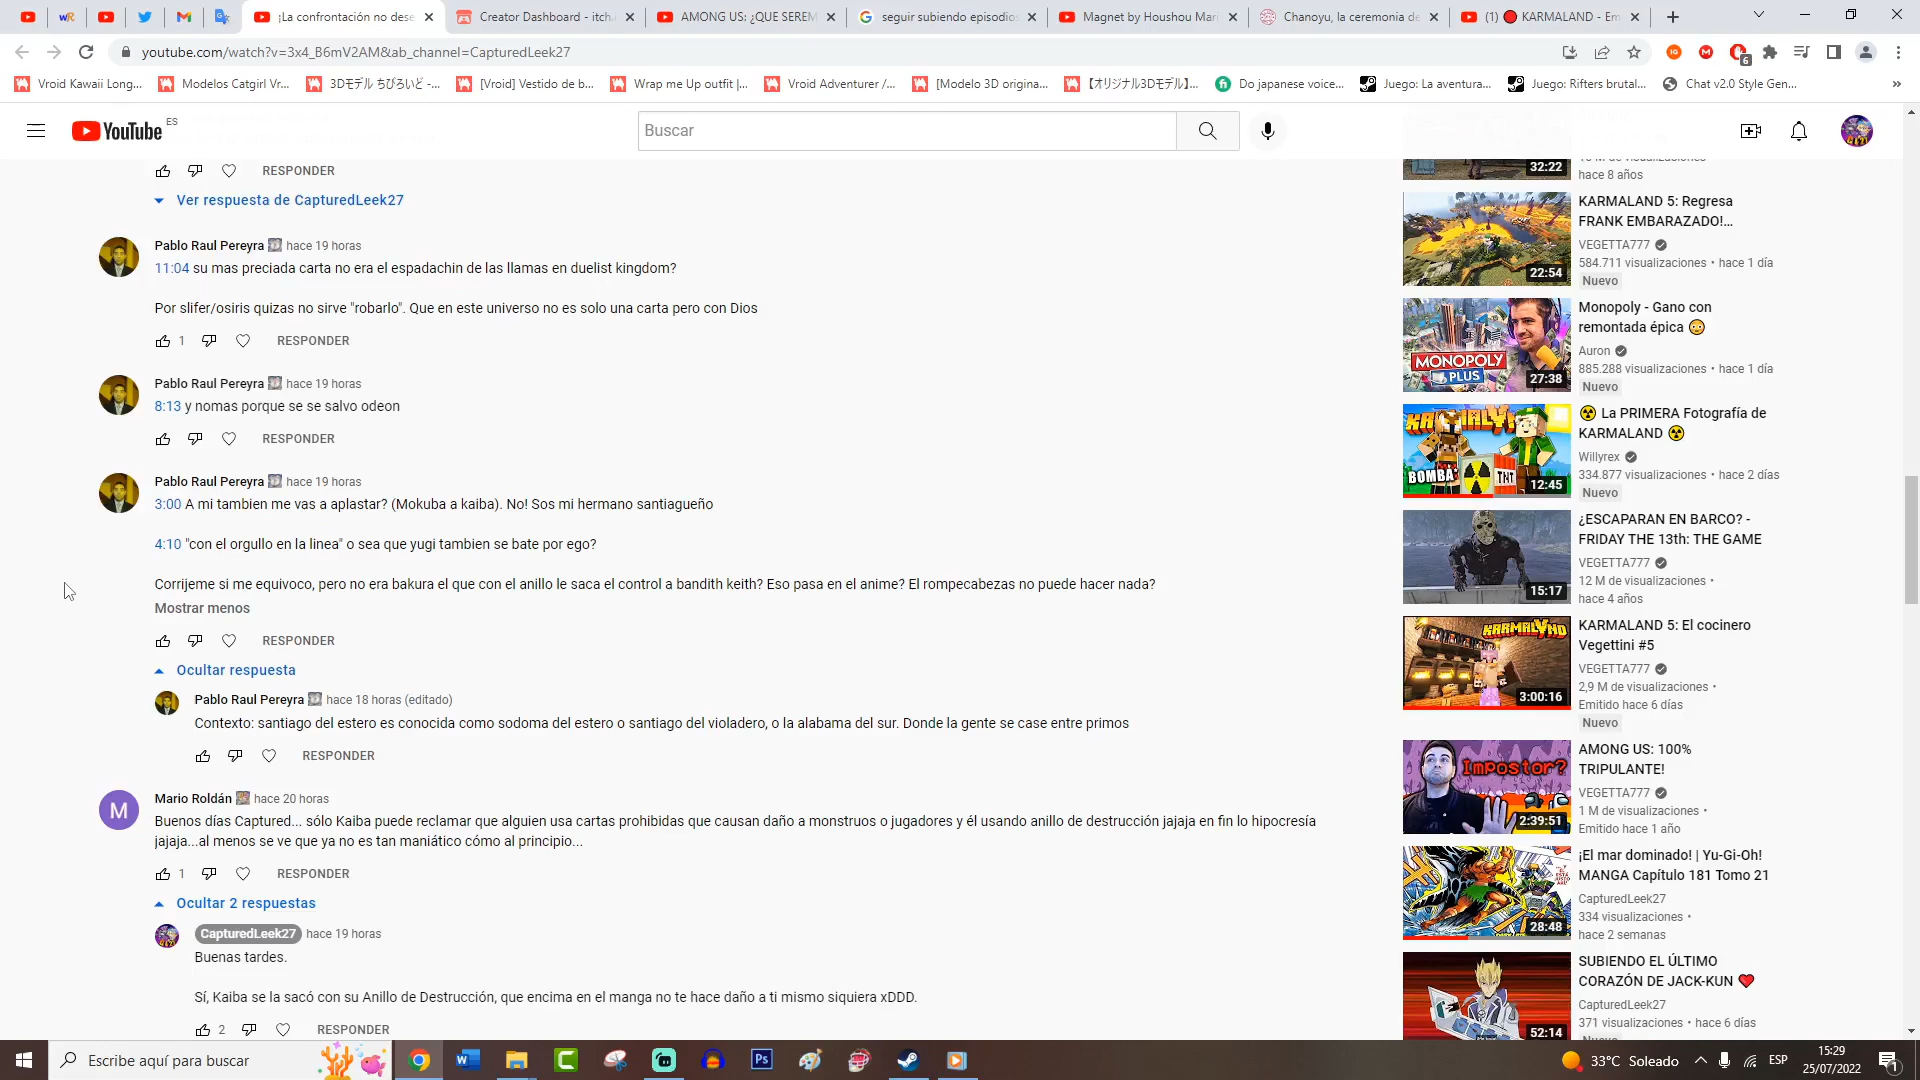 ¡La confrontación no dese
Creator Dashboard - itch.i
AMONG US: ¿QUE SEREM
seguir subiendo episodios
Magnet by Houshou Mari
Chanoyu, la ceremonia de
(1) 🔴 KARMALAND - Em
youtube.com/watch?v=3x4_B6mV2AM&ab_channel=CapturedLeek27
6
Vroid Kawaii Long...
Modelos Catgirl Vr...
3Dモデル ちびろいど -...
[Vroid] Vestido de b...
Wrap me Up outfit |...
Vroid Adventurer /...
[Modelo 3D origina...
【オリジナル3Dモデル】...
Do japanese voice...
Juego: La aventura...
Juego: Rifters brutal...
Chat v2.0 Style Gen...
YouTube ES
Buscar
RESPONDER
Ver respuesta de CapturedLeek27
Pablo Raul Pereyra hace 19 horas
11:04 su mas preciada carta no era el espadachin de las llamas en duelist kingdom?
Por slifer/osiris quizas no sirve "robarlo". Que en este universo no es solo una carta pero con Dios
1 RESPONDER
Pablo Raul Pereyra hace 19 horas
8:13 y nomas porque se se salvo odeon
RESPONDER
Pablo Raul Pereyra hace 19 horas
3:00 A mi tambien me vas a aplastar? (Mokuba a kaiba). No! Sos mi hermano santiagueño
4:10 "con el orgullo en la linea" o sea que yugi tambien se bate por ego?
Corrijeme si me equivoco, pero no era bakura el que con el anillo le saca el control a bandith keith? Eso pasa en el anime? El rompecabezas no puede hacer nada?
Mostrar menos
RESPONDER
Ocultar respuesta
Pablo Raul Pereyra hace 18 horas (editado)
Contexto: santiago del estero es conocida como sodoma del estero o santiago del violadero, o la alabama del sur. Donde la gente se case entre primos
RESPONDER
M
Mario Roldán hace 20 horas
Buenos días Captured... sólo Kaiba puede reclamar que alguien usa cartas prohibidas que causan daño a monstruos o jugadores y él usando anillo de destrucción jajaja en fin lo hipocresía
jajaja...al menos se ve que ya no es tan maniático cómo al principio...
1 RESPONDER
Ocultar 2 respuestas
CapturedLeek27 hace 19 horas
Buenas tardes.
Sí, Kaiba se la sacó con su Anillo de Destrucción, que encima en el manga no te hace daño a ti mismo siquiera xDDD.
2 RESPONDER
32:22
hace 8 años
22:54
KARMALAND 5: Regresa
FRANK EMBARAZADO!...
VEGETTA777
584.711 visualizaciones • hace 1 día
Nuevo
MONOPOLY
PLUS
27:38
Monopoly - Gano con
remontada épica 😳
Auron
885.288 visualizaciones • hace 1 día
Nuevo
BOMBA
TNT
12:45
☢ La PRIMERA Fotografía de
KARMALAND ☢
Willyrex
334.877 visualizaciones • hace 2 días
Nuevo
15:17
¿ESCAPARAN EN BARCO? -
FRIDAY THE 13th: THE GAME
VEGETTA777
12 M de visualizaciones •
hace 4 años
3:00:16
KARMALAND 5: El cocinero
Vegettini #5
VEGETTA777
2,9 M de visualizaciones •
Emitido hace 6 días
Nuevo
Impostor?
2:39:51
AMONG US: 100%
TRIPULANTE!
VEGETTA777
1 M de visualizaciones •
Emitido hace 1 año
28:48
¡El mar dominado! | Yu-Gi-Oh!
MANGA Capítulo 181 Tomo 21
CapturedLeek27
334 visualizaciones •
hace 2 semanas
52:14
SUBIENDO EL ÚLTIMO
CORAZÓN DE JACK-KUN ❤
CapturedLeek27
371 visualizaciones • hace 6 días
Escribe aquí para buscar
33°C Soleado
ESP
15:29
25/07/2022
1